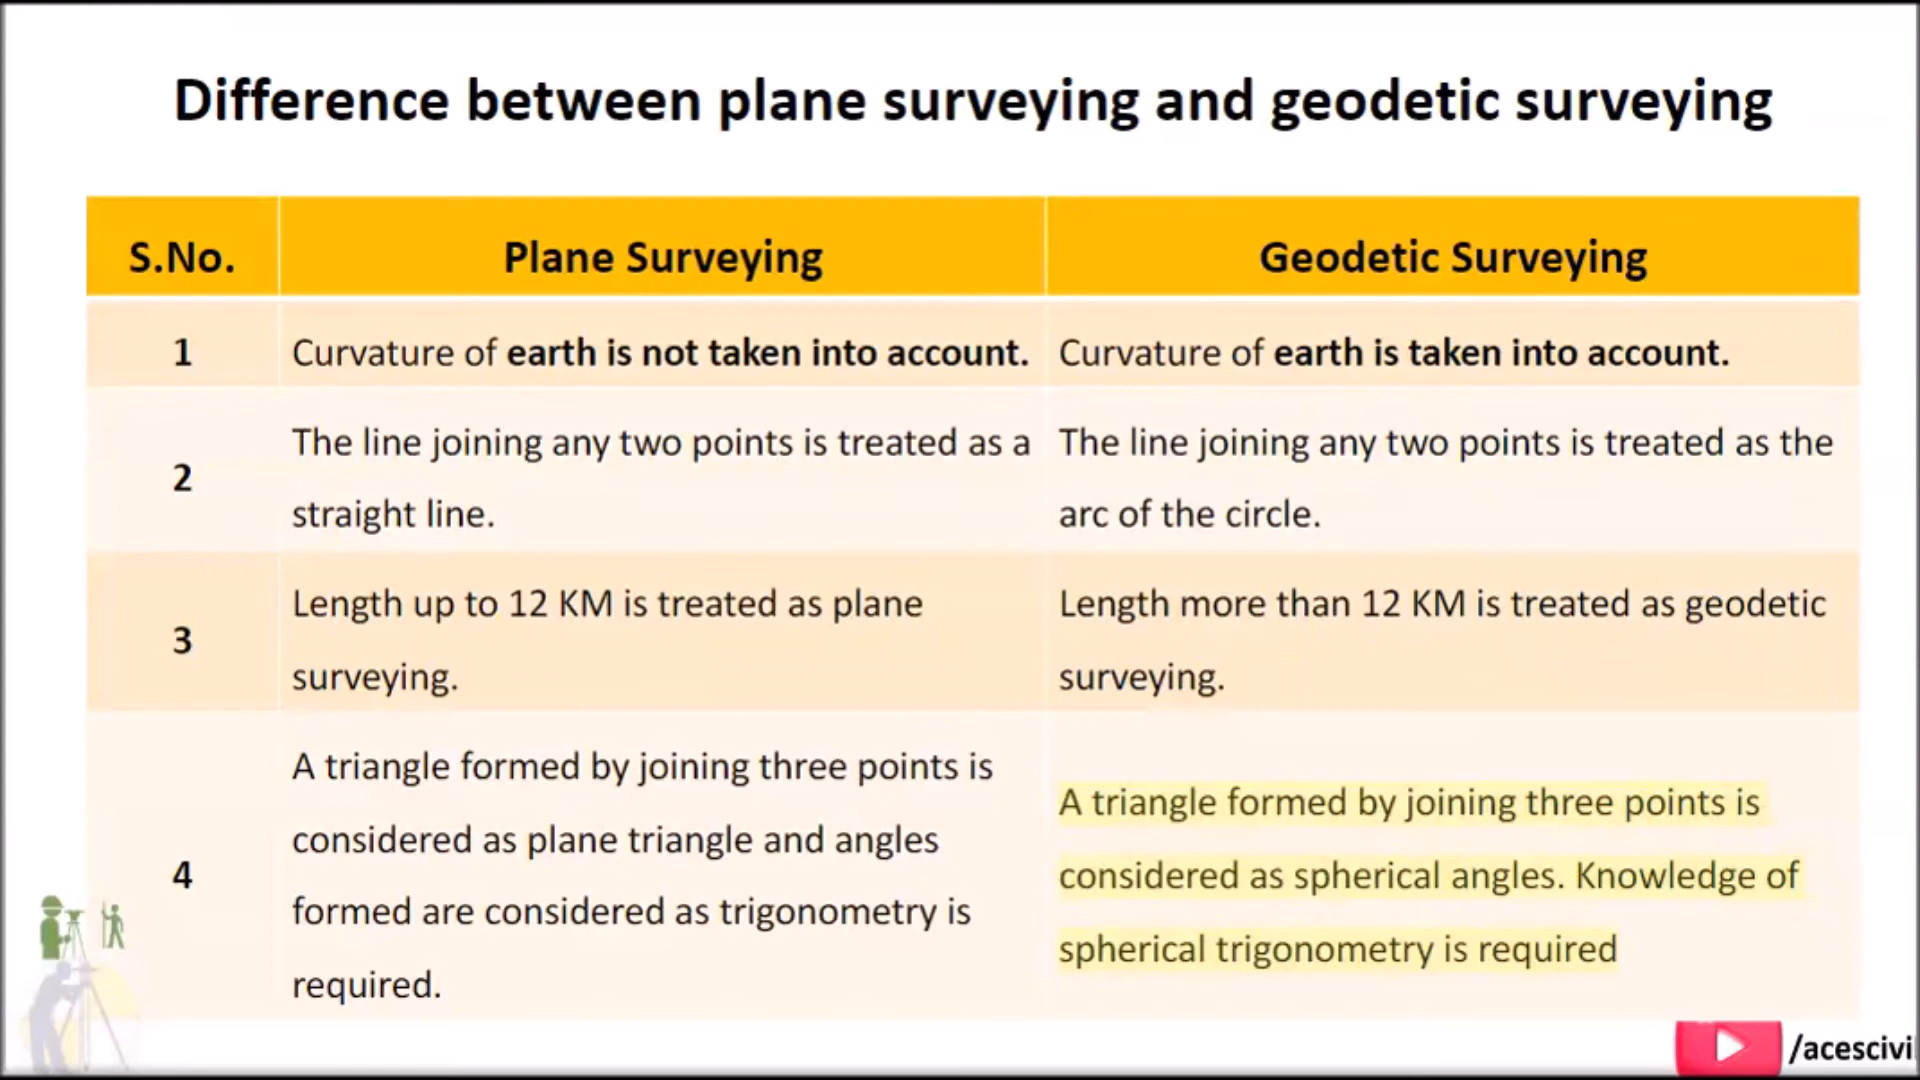 Difference between plane surveying and geodetic surveying
S.No. Plane Surveying Geodetic Surveying
1 Curvature of earth is not taken into account. Curvature of earth is taken into account.
2 The line joining any two points is treated as a
straight line.
The line joining any two points is treated as the
arc of the circle.
3 Length up to 12 KM is treated as plane
surveying.
Length more than 12 KM is treated as geodetic
surveying.
4 A triangle formed by joining three points is
considered as plane triangle and angles
formed are considered as trigonometry is
required.
A triangle formed by joining three points is
considered as spherical angles. Knowledge of
spherical trigonometry is required
/acescivi